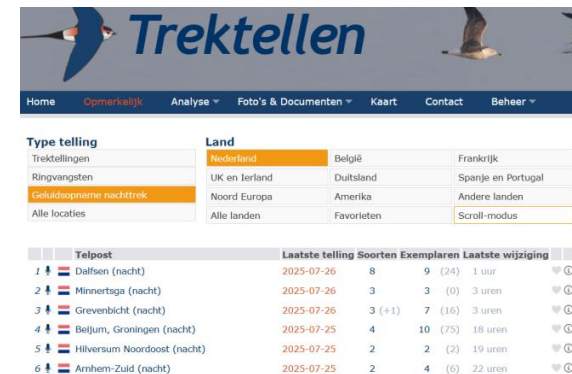 Trektellen
Home Opmerkelijk Analyse Foto's & Documenten Kaart Contact Beheer
Type telling Land
Trektellingen Nederland België Frankrijk
Ringvangsten UK en Ierland Duitsland Spanje en Portugal
Geluidsopname nachttrek Noord Europa Amerika Andere landen
Alle locaties Alle landen Favorieten Scroll-modus
Telpost Laatste telling Soorten Exemplaren Laatste wijziging
1 Dalfsen (nacht) 2025-07-26 8 9 (24) 1 uur
2 Minnertsga (nacht) 2025-07-26 3 3 (0) 3 uren
3 Grevenbicht (nacht) 2025-07-26 3 (+1) 7 (16) 3 uren
4 Beijum, Groningen (nacht) 2025-07-25 4 10 (75) 18 uren
5 Hilversum Noordoost (nacht) 2025-07-25 2 2 (2) 19 uren
6 Arnhem-Zuid (nacht) 2025-07-25 2 4 (6) 22 uren